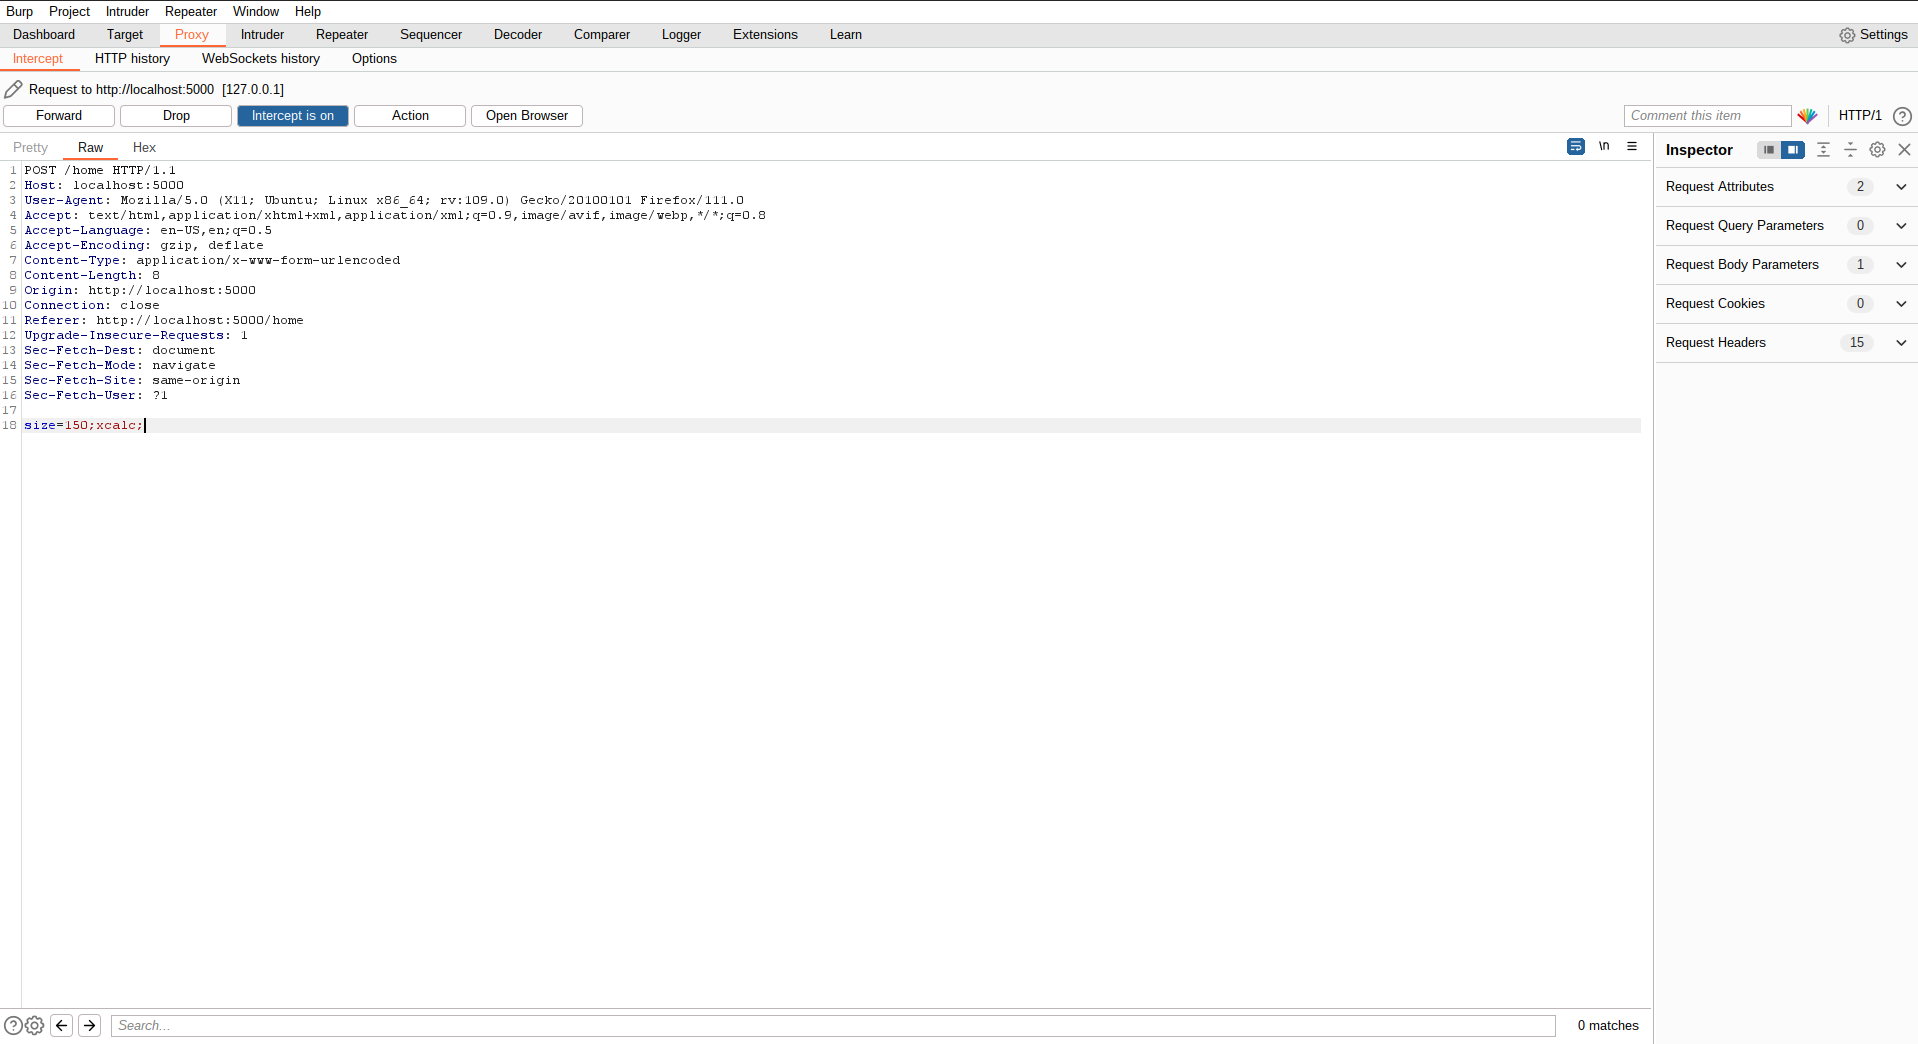 Burp Project Intruder Repeater Window Help
Dashboard Target Proxy Intruder Repeater Sequencer Decoder Comparer Logger Extensions Learn Settings
Intercept HTTP history WebSockets history Options
Request to http://localhost:5000 [127.0.0.1]
Forward Drop Intercept is on Action Open Browser Comment this item HTTP/1 ?
Pretty Raw Hex \n Inspector
1 POST /home HTTP/1.1
2 Host: localhost:5000
3 User-Agent: Mozilla/5.0 (X11; Ubuntu; Linux x86_64; rv:109.0) Gecko/20100101 Firefox/111.0
4 Accept: text/html,application/xhtml+xml,application/xml;q=0.9,image/avif,image/webp,*/*;q=0.8
5 Accept-Language: en-US,en;q=0.5
6 Accept-Encoding: gzip, deflate
7 Content-Type: application/x-www-form-urlencoded
8 Content-Length: 8
9 Origin: http://localhost:5000
10 Connection: close
11 Referer: http://localhost:5000/home
12 Upgrade-Insecure-Requests: 1
13 Sec-Fetch-Dest: document
14 Sec-Fetch-Mode: navigate
15 Sec-Fetch-Site: same-origin
16 Sec-Fetch-User: ?1
17
18 size=150;xcalc;
Request Attributes 2
Request Query Parameters 0
Request Body Parameters 1
Request Cookies 0
Request Headers 15
? Search... 0 matches